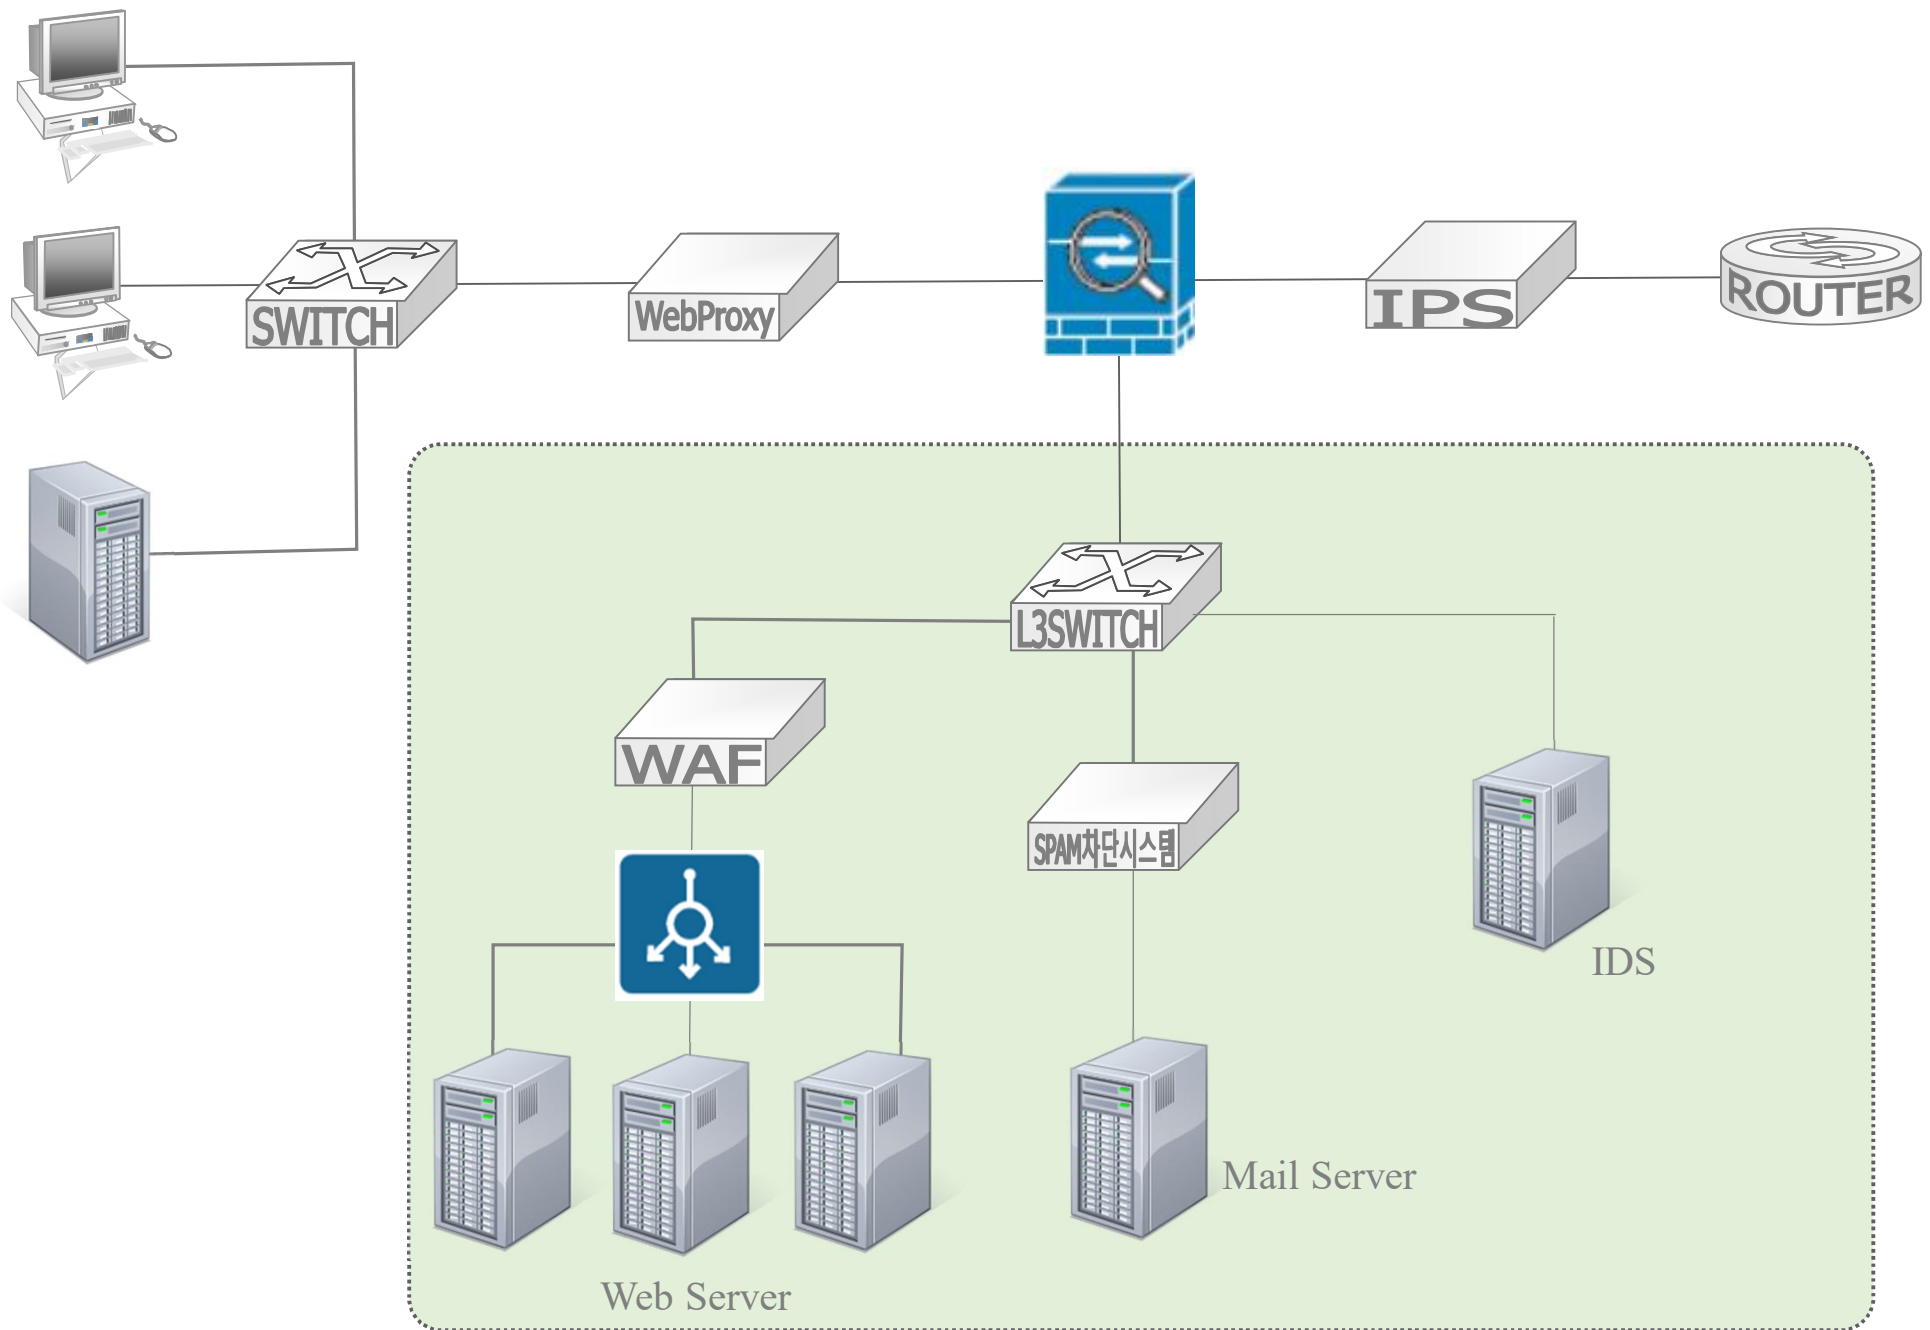 SWITCH
WebProxy
IPS
ROUTER
L3SWITCH
WAF
SPAM차단시스템
IDS
Mail Server
Web Server